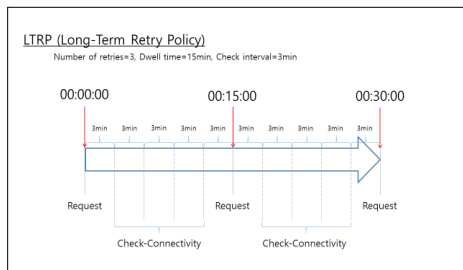 LTRP (Long-Term Retry Policy)
Number of retries=3, Dwell time=15min, Check interval=3min
00:00:00 00:15:00 00:30:00
3min 3min 3min 3min 3min 3min 3min 3min 3min 3min
Request Request Request
Check-Connectivity Check-Connectivity